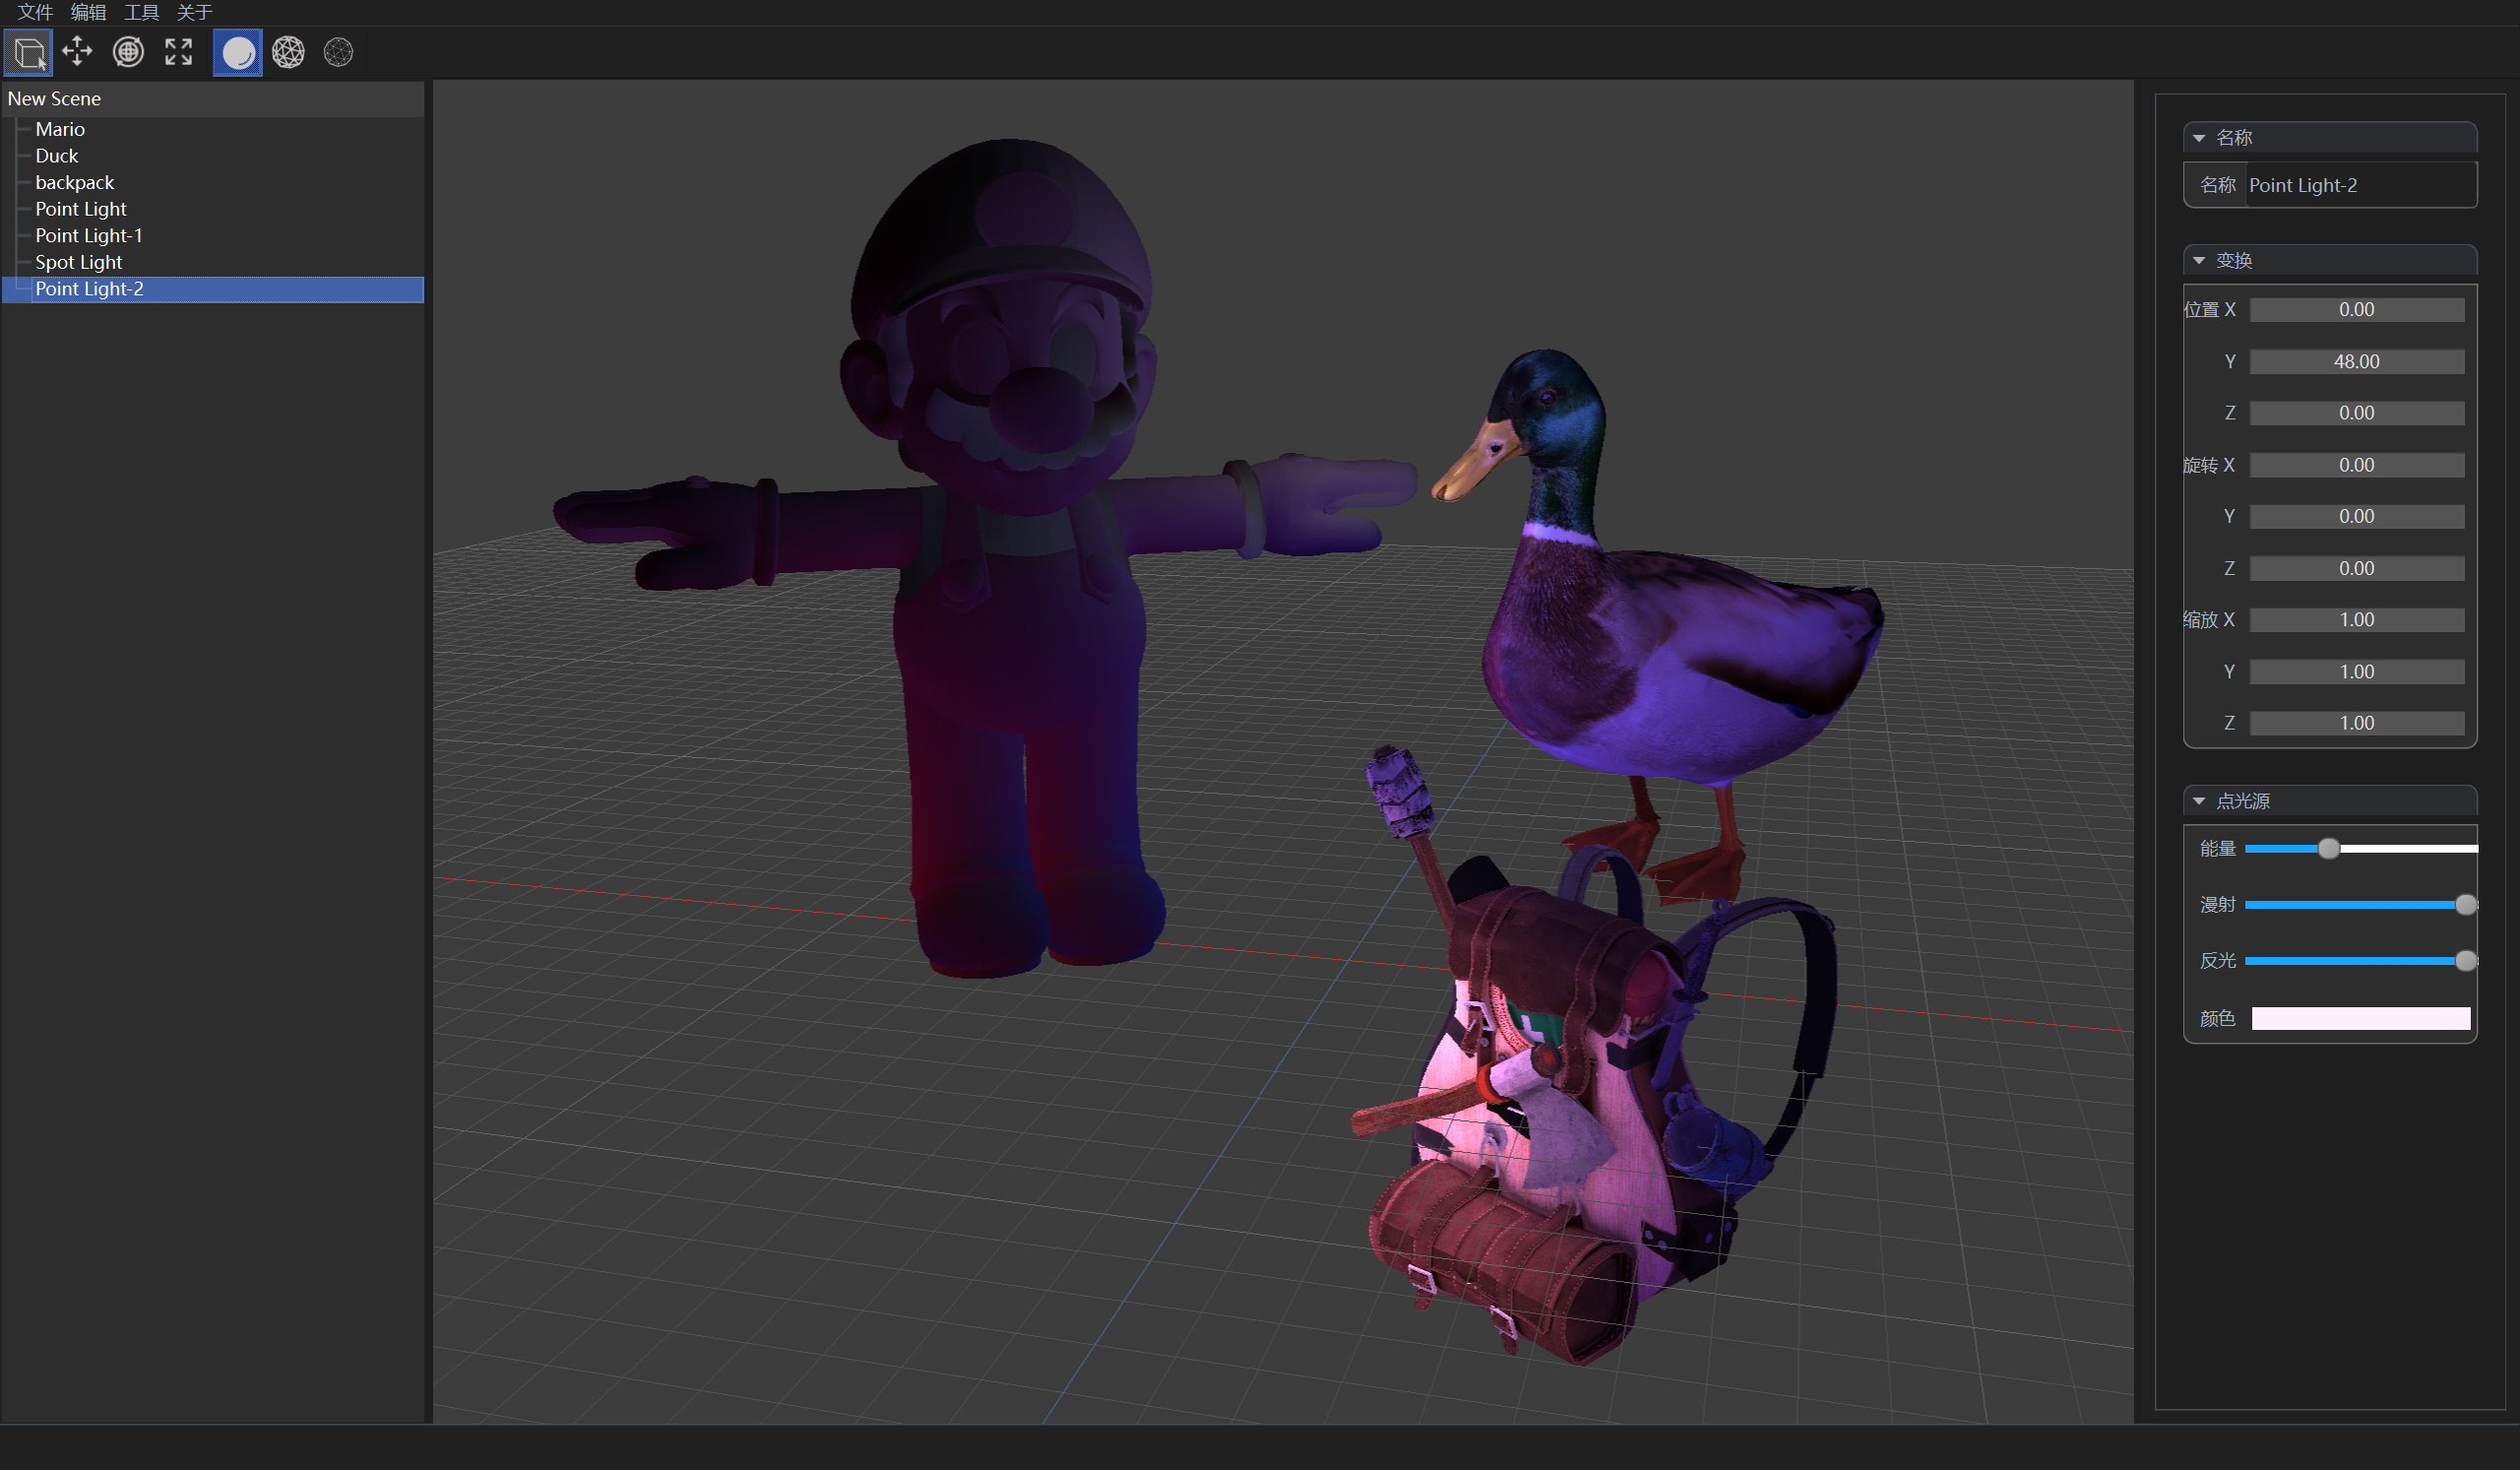 文件 编辑 工具 关于
New Scene
Mario
Duck
backpack
Point Light
Point Light-1
Spot Light
Point Light-2
名称
名称 Point Light-2
变换
位置 X 0.00
Y 48.00
Z 0.00
旋转 X 0.00
Y 0.00
Z 0.00
缩放 X 1.00
Y 1.00
Z 1.00
点光源
能量
漫射
反光
颜色